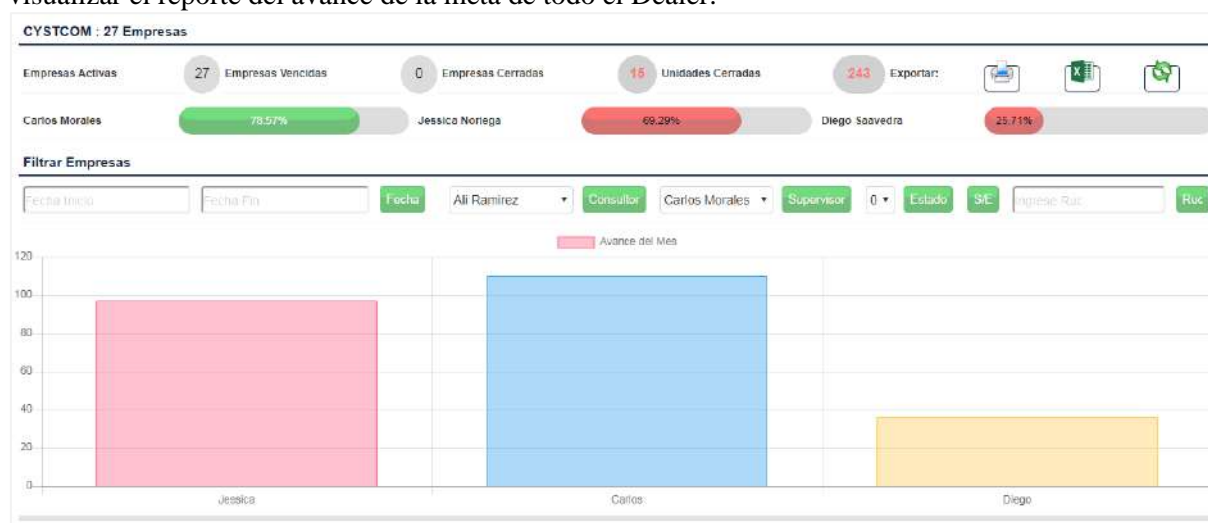 visualizar el reporte del avance de la meta de todo el Dealer.
CYSTCOM : 27 Empresas
Empresas Activas 27 Empresas Vencidas 0 Empresas Cerradas 15 Unidades Cerradas 243 Exportar:
Carlos Morales 78.57% Jessica Noriega 69.29% Diego Saavedra 25.71%
Filtrar Empresas
Fecha Inicio Fecha Fin Fecha Ali Ramirez Consultor Carlos Morales Supervisor 0 Estado S/E Ingrese Ruc Ruc
Avance del Mes
120
100
80
60
40
20
0
Jessica Carlos Diego